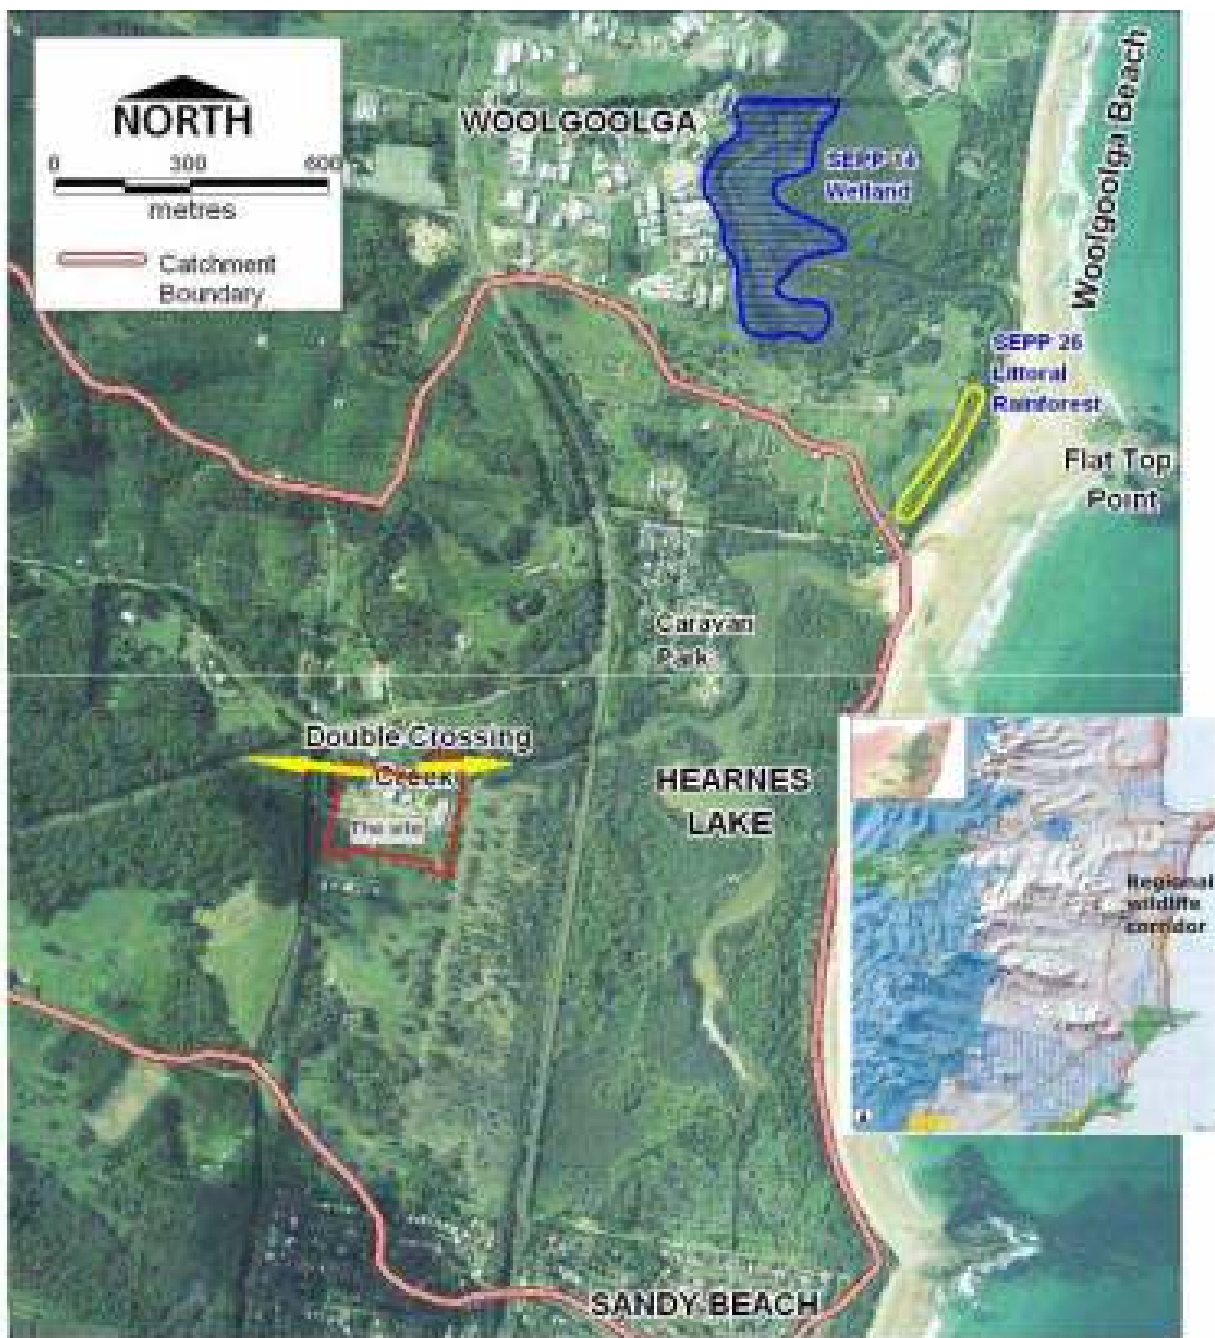 NORTH
0 300 600
metres
Catchment
Boundary
WOOLGOOLGA
SEPP 14
Wetland
Woolgoolga Beach
SEPP 26
Littoral
Rainforest
Flat Top
Point
Caravan
Park
Double Crossing
Creek
The site
HEARNES
LAKE
Regional
wildlife
corridor
SANDY BEACH